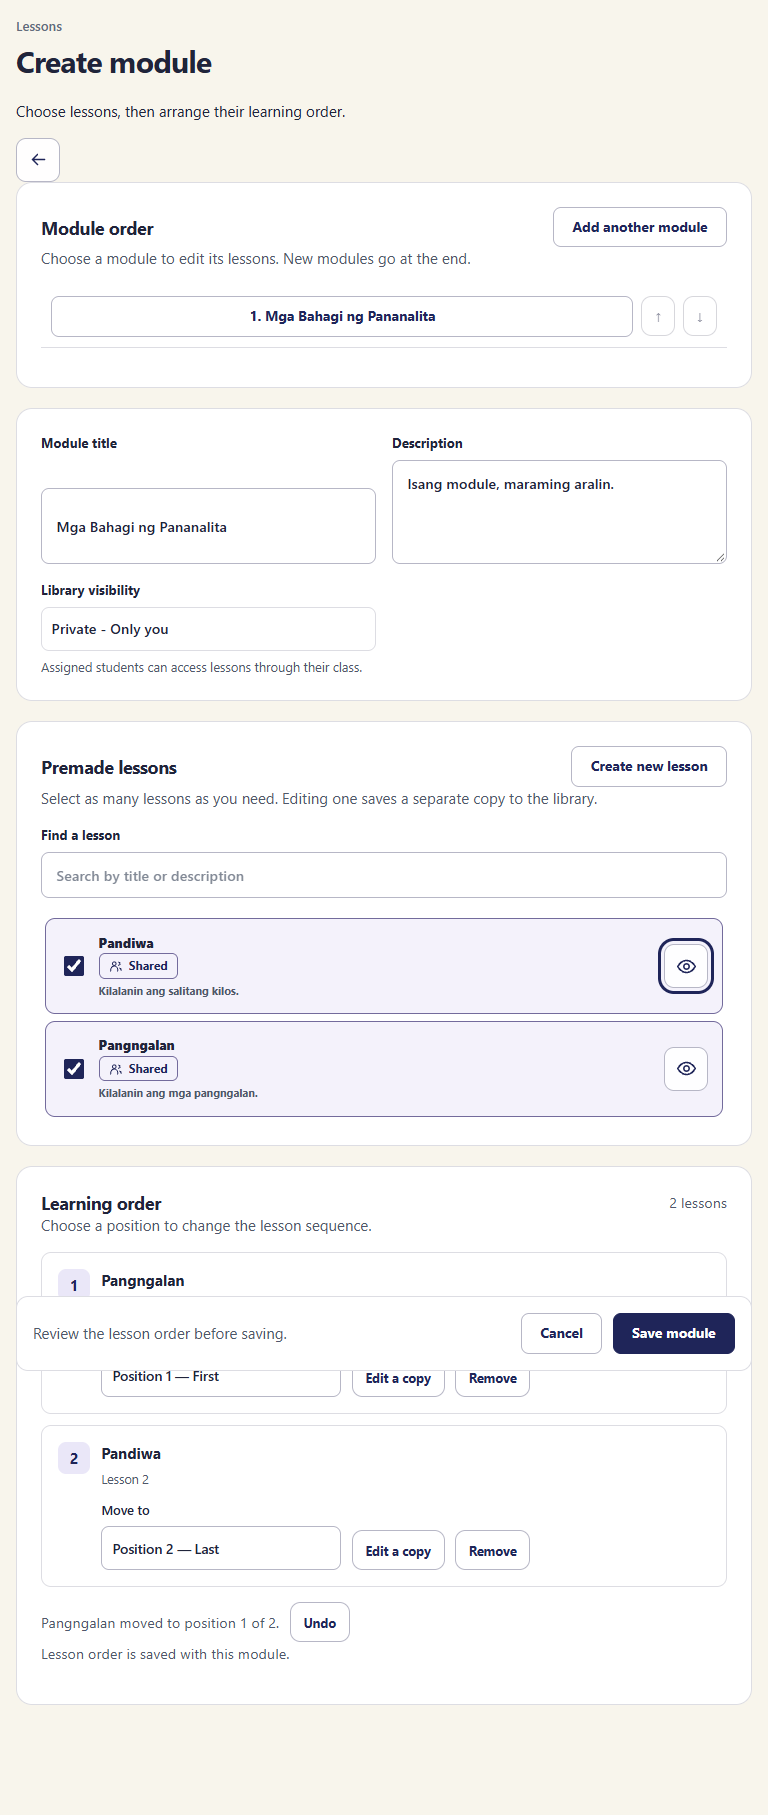 Lessons
Create module
Choose lessons, then arrange their learning order.
←
Module order
Add another module
Choose a module to edit its lessons. New modules go at the end.
1. Mga Bahagi ng Pananalita
↑ ↓
Module title
Description
Mga Bahagi ng Pananalita
Isang module, maraming aralin.
Library visibility
Private - Only you
Assigned students can access lessons through their class.
Premade lessons
Create new lesson
Select as many lessons as you need. Editing one saves a separate copy to the library.
Find a lesson
Search by title or description
Pandiwa
Shared
Kilalanin ang salitang kilos.
Pangngalan
Shared
Kilalanin ang mga pangngalan.
Learning order
2 lessons
Choose a position to change the lesson sequence.
1 Pangngalan
Review the lesson order before saving.
Cancel
Save module
Position 1 — First
Edit a copy
Remove
2 Pandiwa
Lesson 2
Move to
Position 2 — Last
Edit a copy
Remove
Pangngalan moved to position 1 of 2.
Undo
Lesson order is saved with this module.